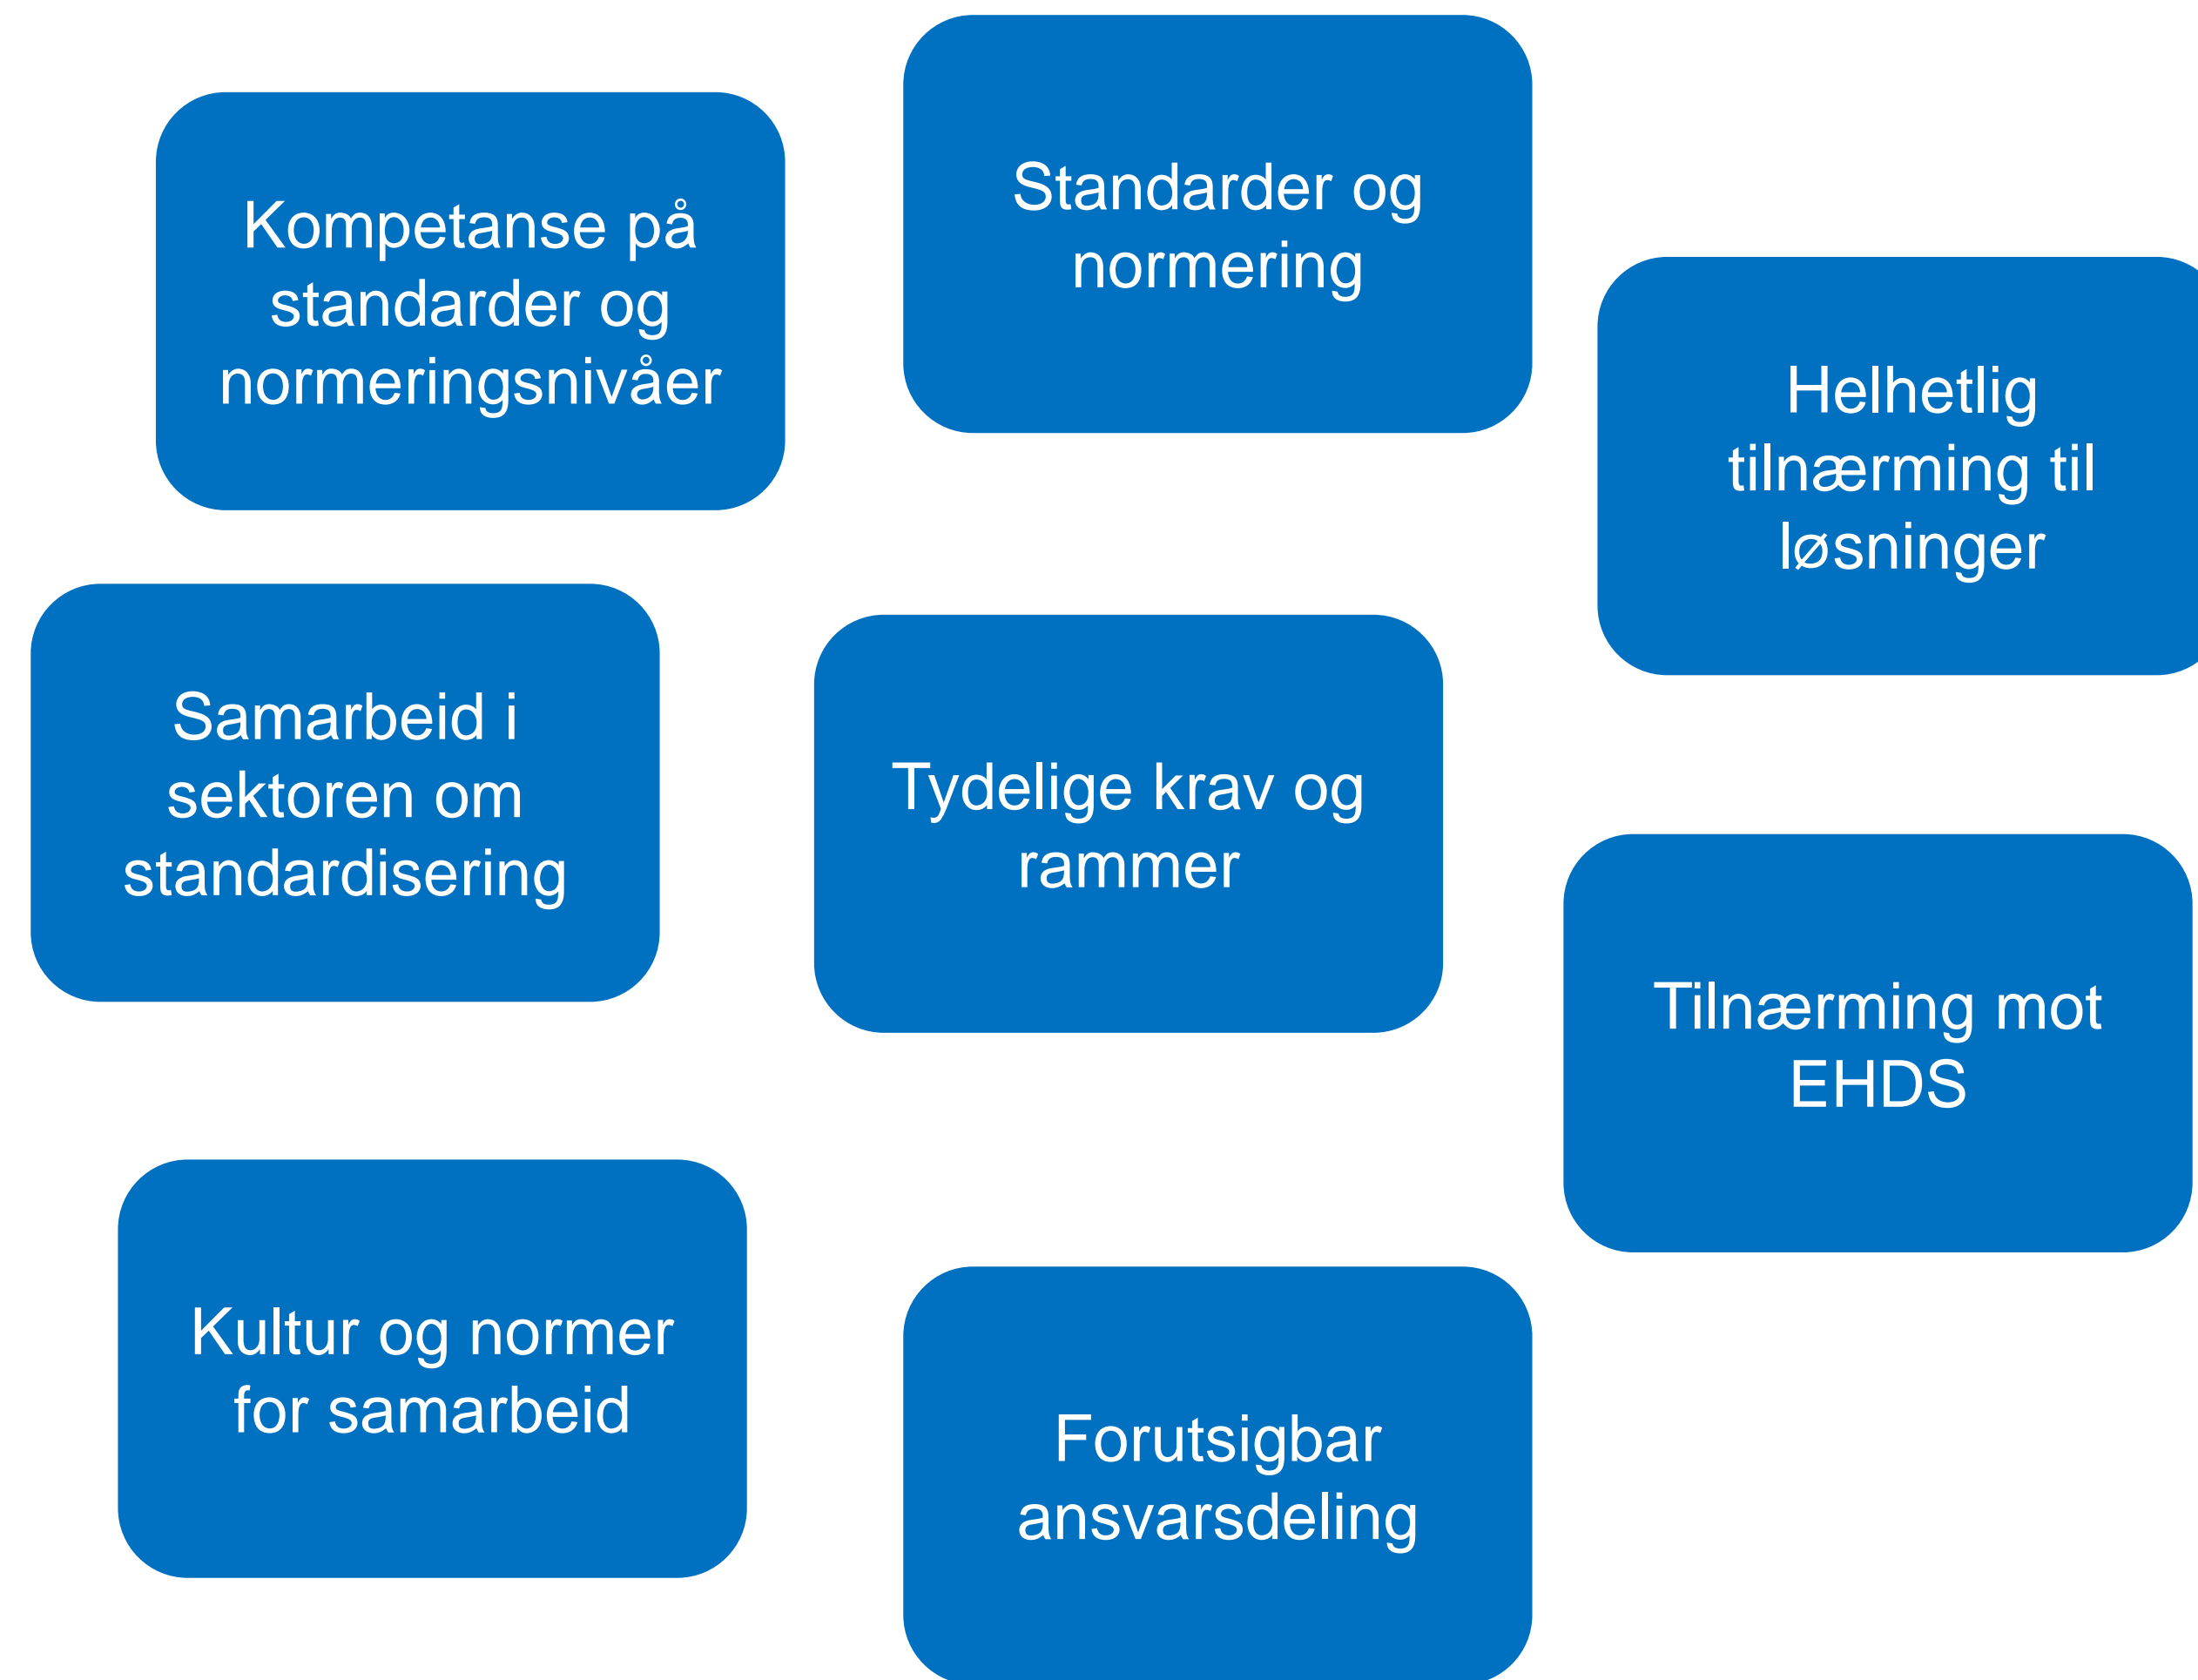 Kompetanse på
standarder og
normeringsnivåer
Standarder og
normering
Helhetlig
tilnærming til
løsninger
Samarbeid i
sektoren om
standardisering
Tydelige krav og
rammer
Tilnærming mot
EHDS
Kultur og normer
for samarbeid
Forutsigbar
ansvarsdeling